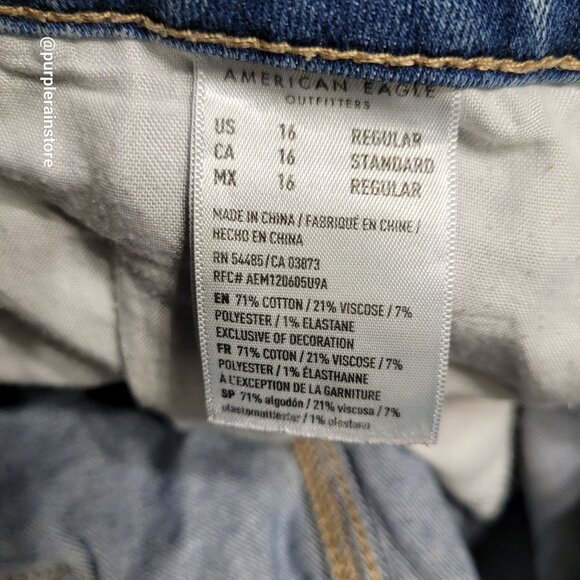 @purplerainstore
AMERICAN EAGLE
OUTFITTERS
US 16 REGULAR
CA 16 STANDARD
MX 16 REGULAR
MADE IN CHINA / FABRIQUÉ EN CHINE /
HECHO EN CHINA
RN 54485/CA 03873
RFC# AEM120605U9A
EN 71% COTTON / 21% VISCOSE / 7%
POLYESTER / 1% ELASTANE
EXCLUSIVE OF DECORATION
FR 71% COTON / 21% VISCOSE / 7%
POLYESTER / 1% ÉLASTHANNE
À L'EXCEPTION DE LA GARNITURE
SP 71% algodón / 21% viscosa / 7%
/ 1% elastano